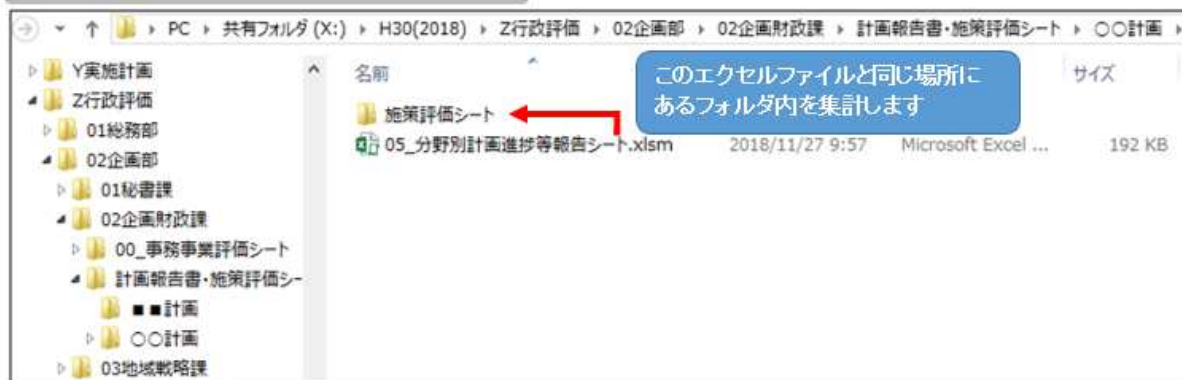 PC ▸ 共有フォルダ (X:) ▸ H30(2018) ▸ Z行政評価 ▸ 02企画部 ▸ 02企画財政課 ▸ 計画報告書・施策評価シート ▸ 〇〇計画 ▸
Y実施計画
Z行政評価
01総務部
02企画部
01秘書課
02企画財政課
00_事務事業評価シート
計画報告書・施策評価シー
■■計画
〇〇計画
03地域戦略課
名前
サイズ
このエクセルファイルと同じ場所に
あるフォルダ内を集計します
施策評価シート
05_分野別計画進捗等報告シート.xlsm 2018/11/27 9:57 Microsoft Excel ... 192 KB